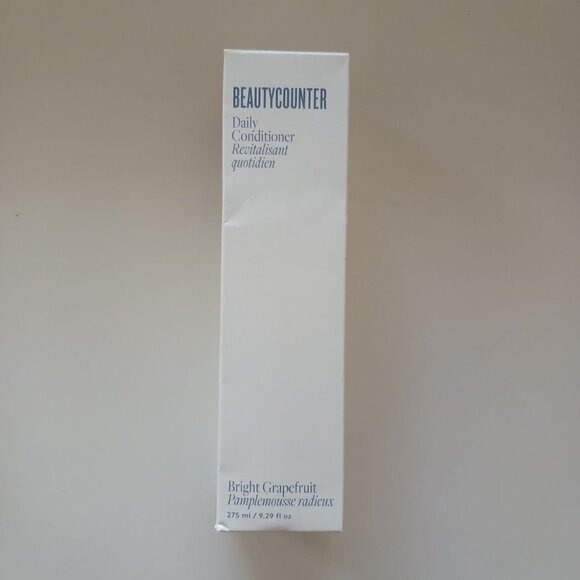 BEAUTYCOUNTER
Daily
Conditioner
Revitalisant
quotidien
Bright Grapefruit
Pamplemousse radieux
275 ml / 9.29 fl oz